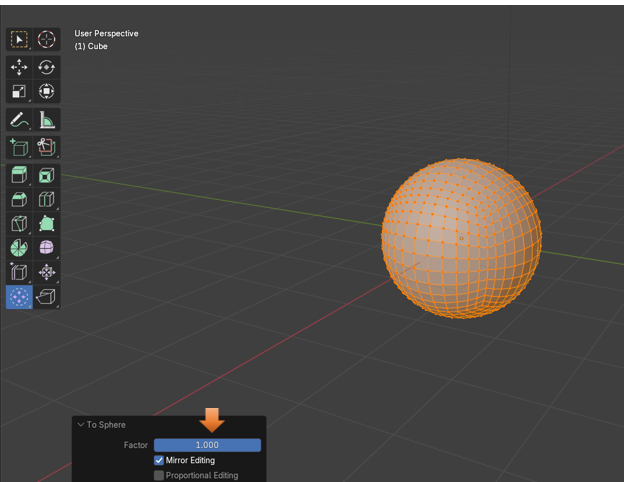 User Perspective
(1) Cube
To Sphere
Factor 1.000
Mirror Editing
Proportional Editing